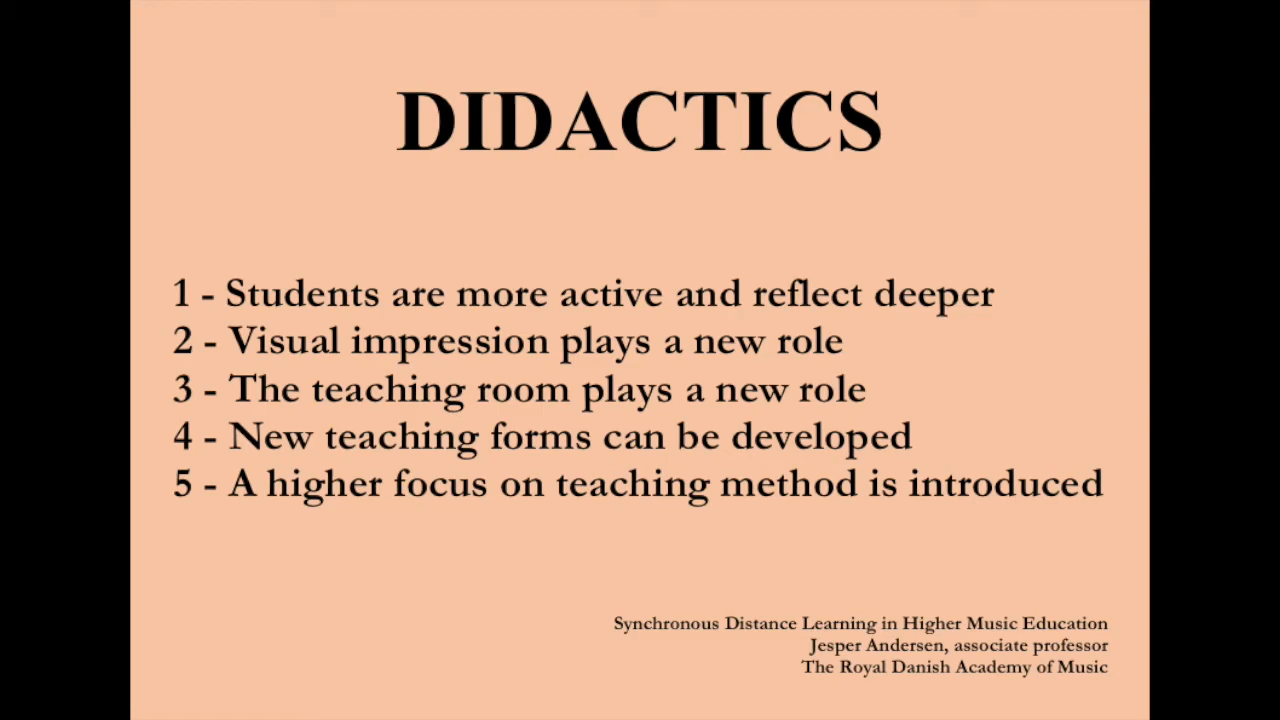 DIDACTICS
1 - Students are more active and reflect deeper
2 - Visual impression plays a new role
3 - The teaching room plays a new role
4 - New teaching forms can be developed
5 - A higher focus on teaching method is introduced
Synchronous Distance Learning in Higher Music Education
Jesper Andersen, associate professor
The Royal Danish Academy of Music